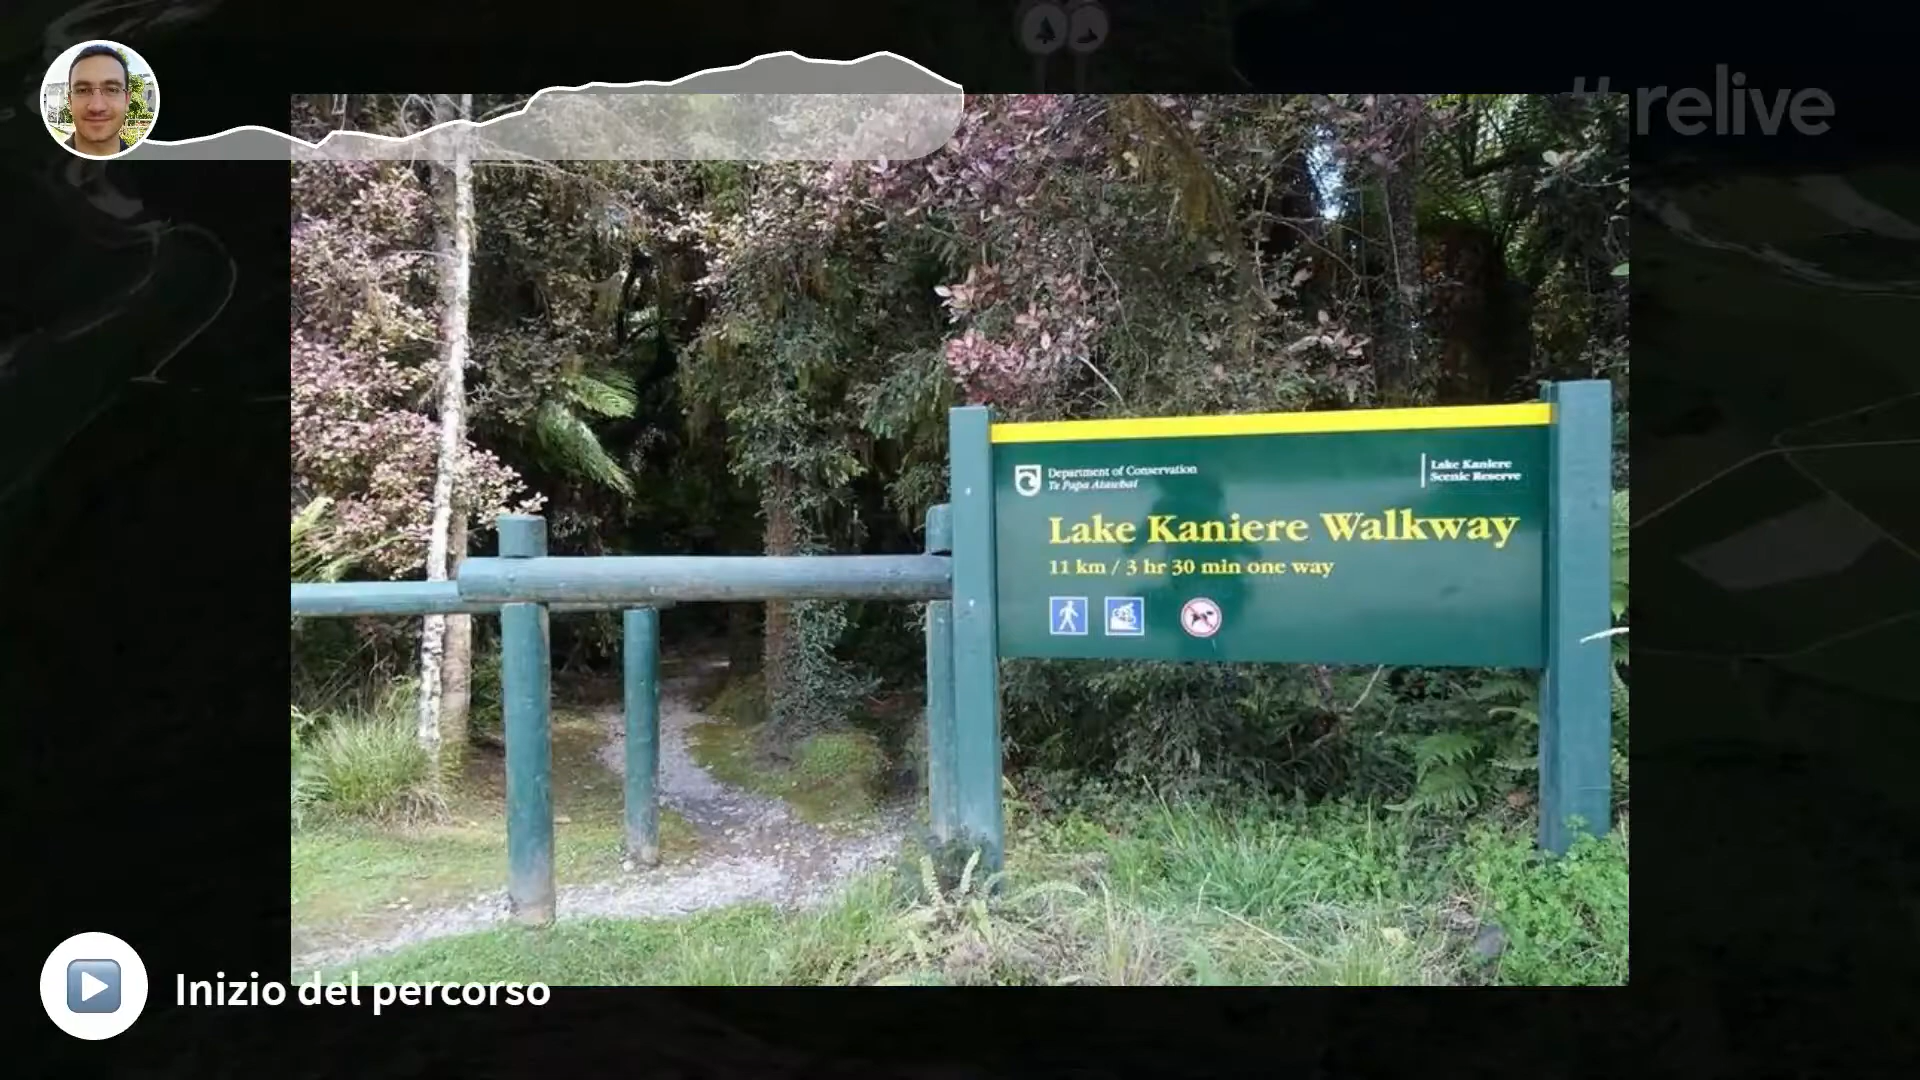 relive
Department of Conservation
Te Papa Atawbai
Lake Kaniere
Scenic Reserve
Lake Kaniere Walkway
11 km / 3 hr 30 min one way
Inizio del percorso